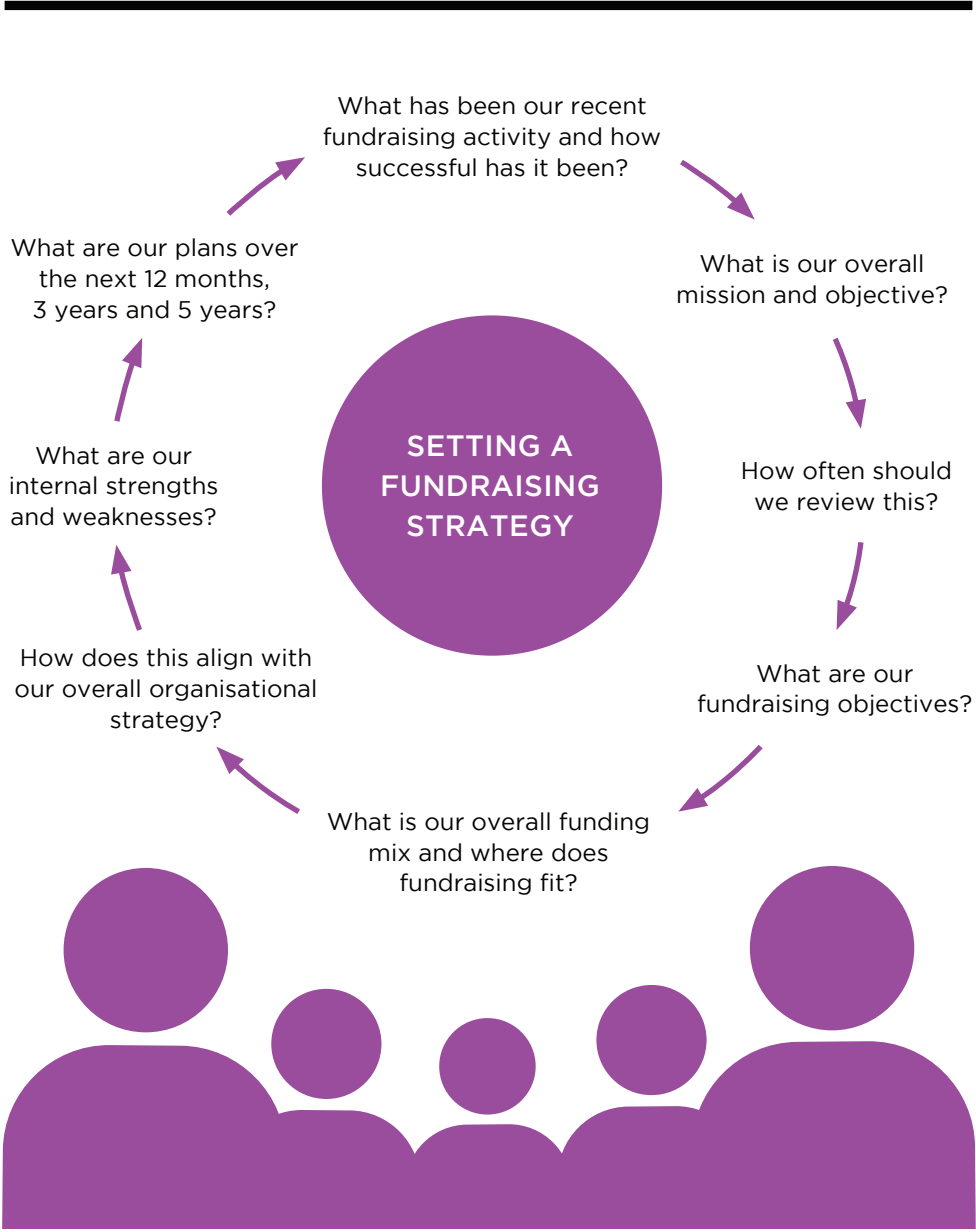 What has been our recent
fundraising activity and how
successful has it been?
What is our overall
mission and objective?
How often should
we review this?
What are our
fundraising objectives?
What is our overall funding
mix and where does
fundraising fit?
How does this align with
our overall organisational
strategy?
What are our
internal strengths
and weaknesses?
What are our plans over
the next 12 months,
3 years and 5 years?
SETTING A
FUNDRAISING
STRATEGY